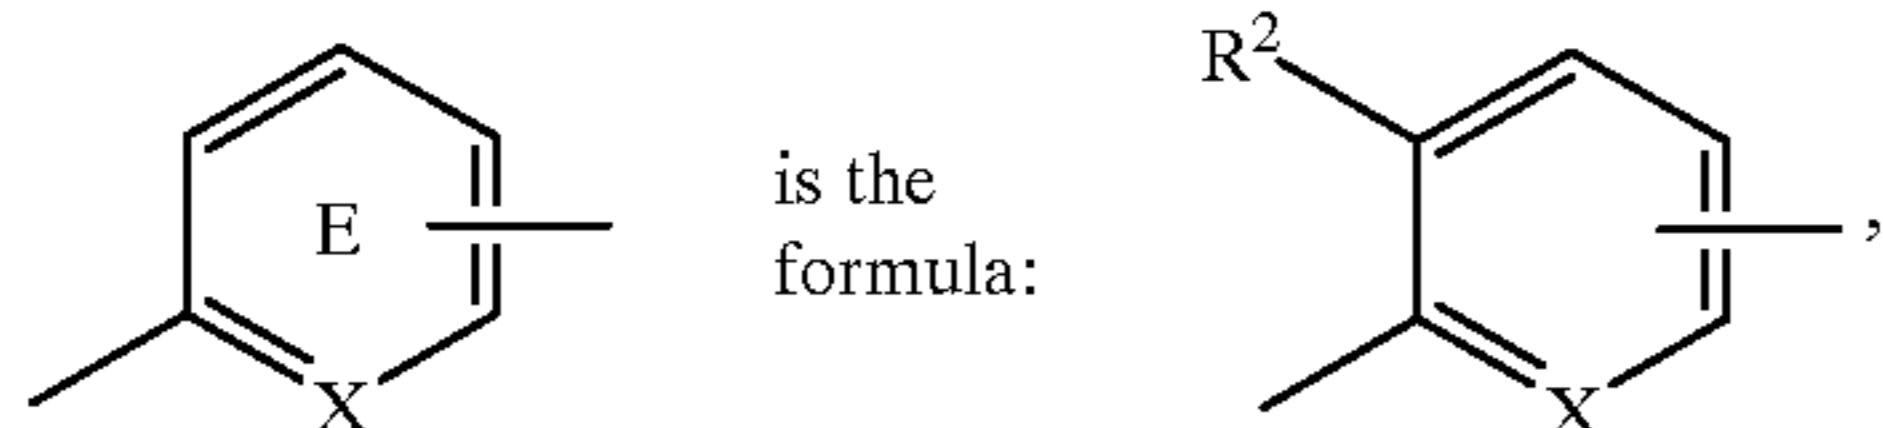 R²
E
is the
formula:
,
X
X